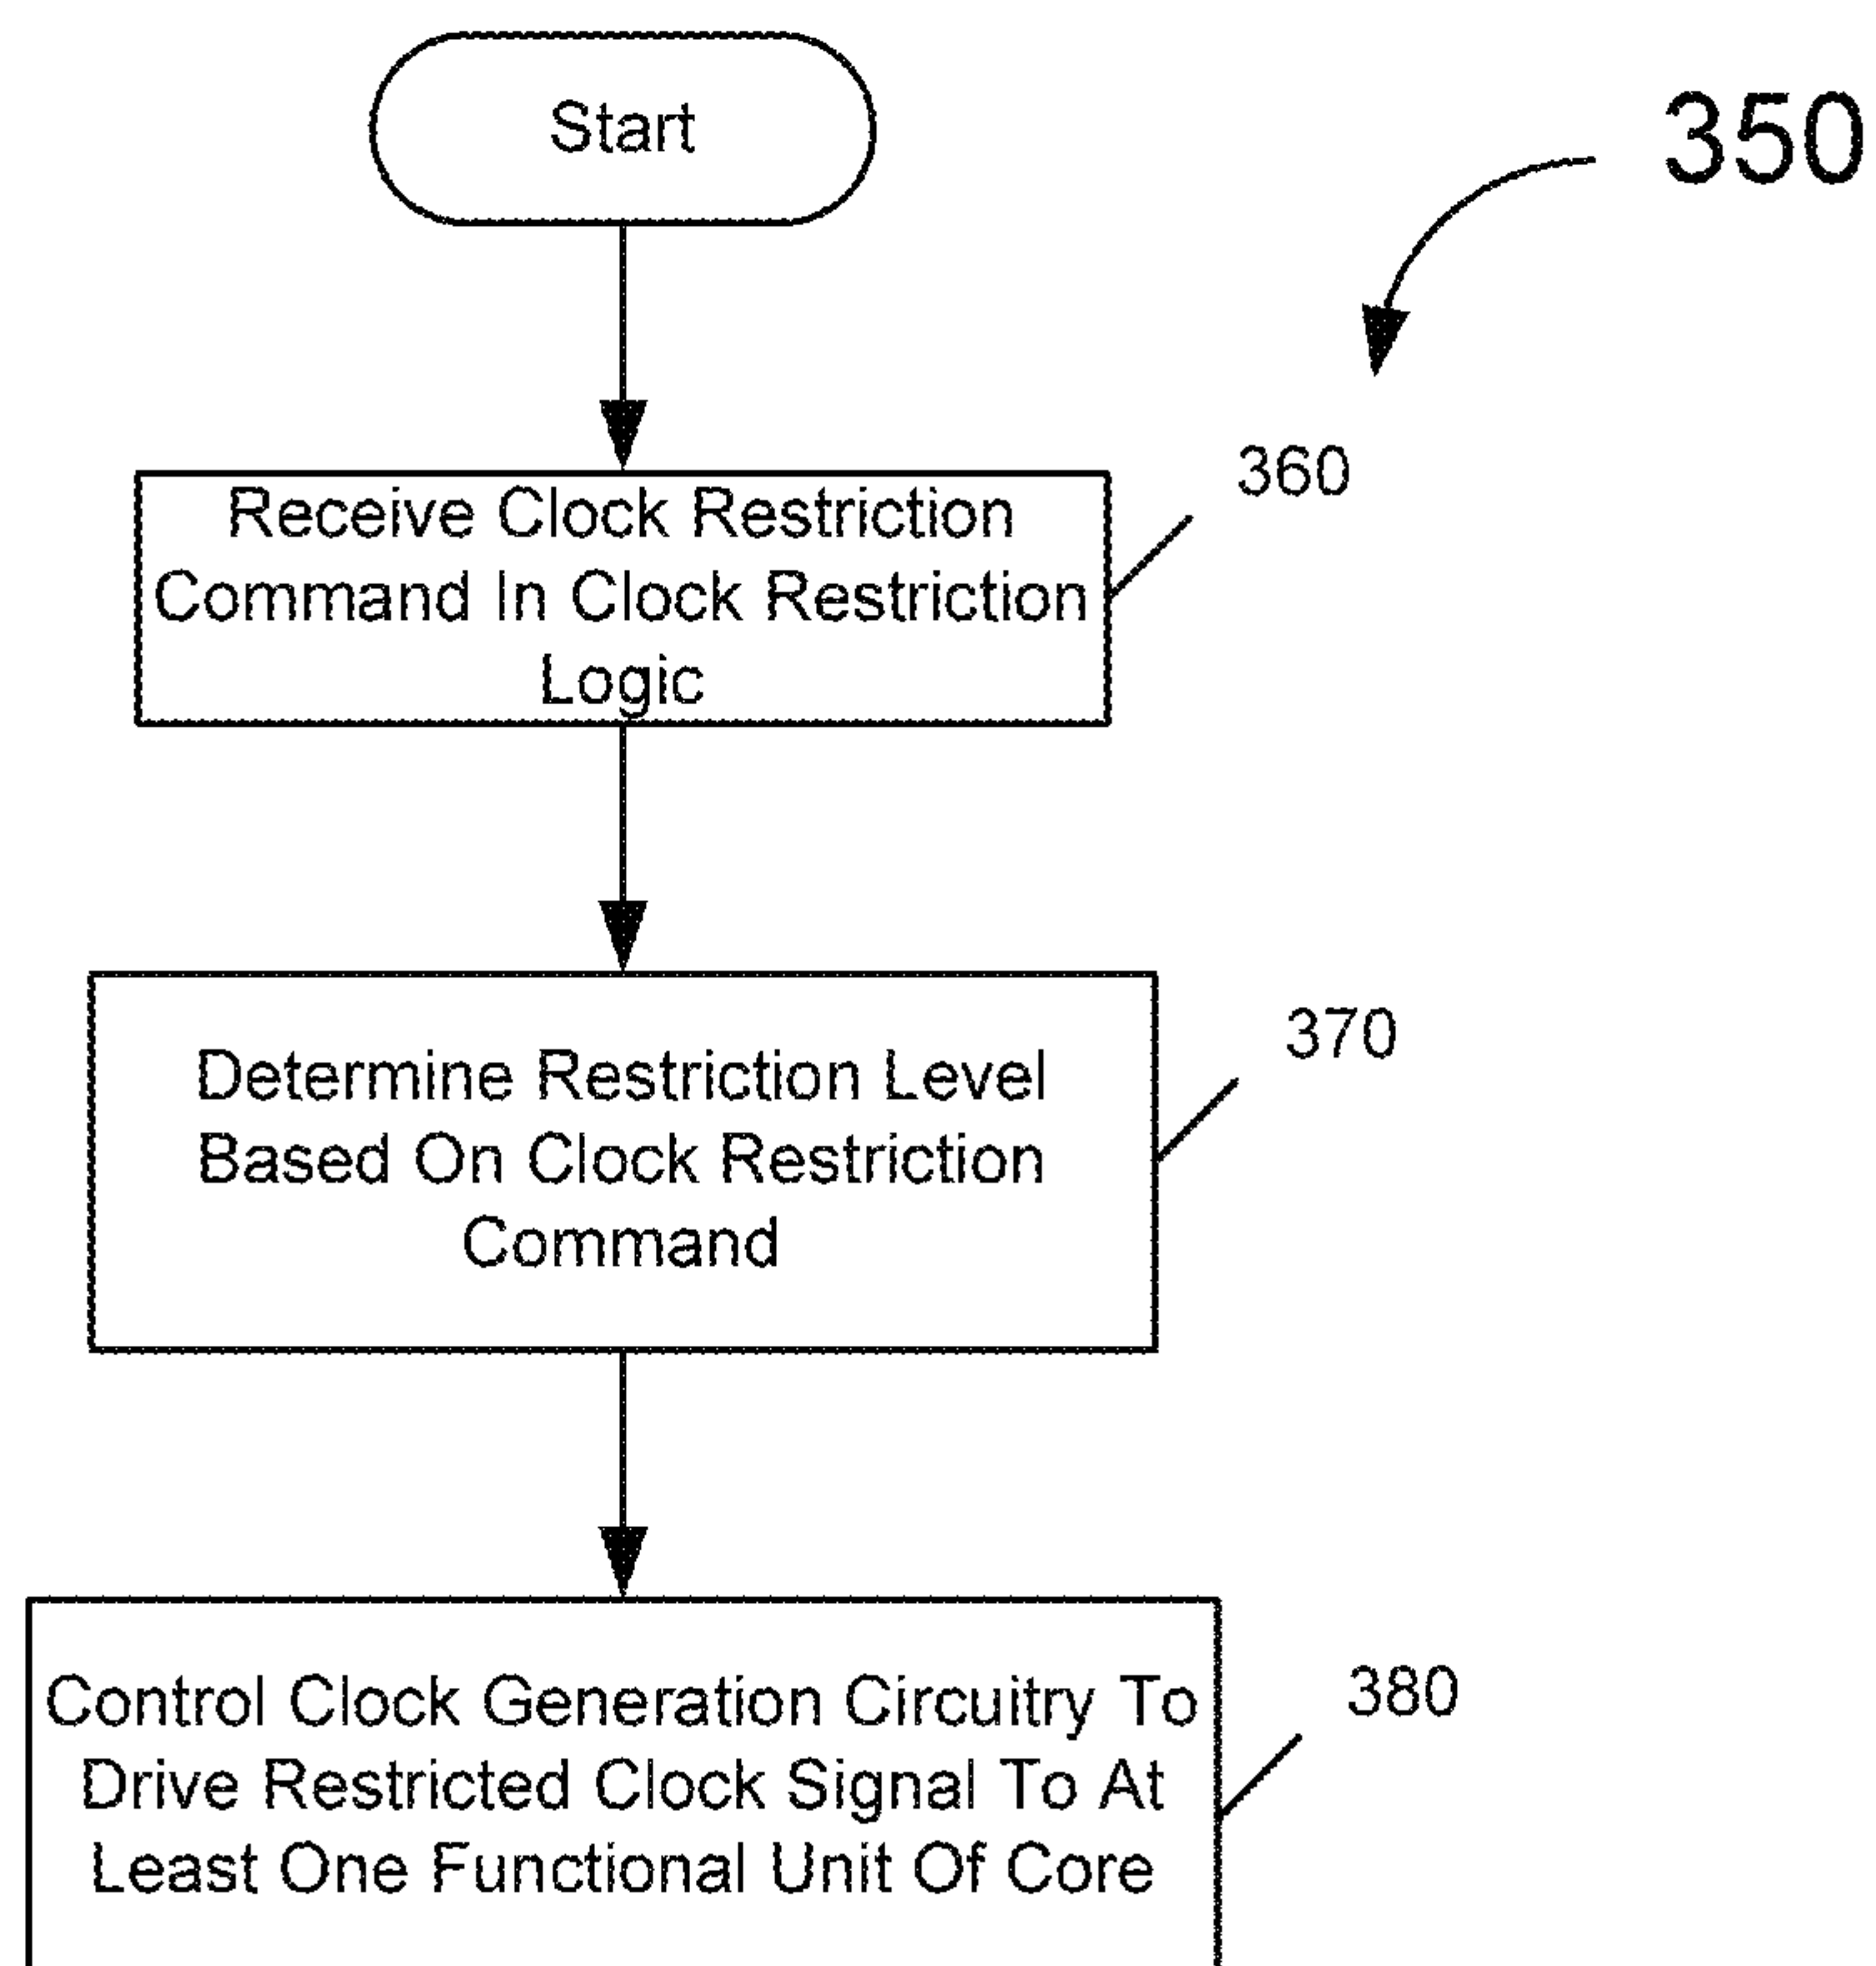 Start
350
360
Receive Clock Restriction
Command In Clock Restriction
Logic
370
Determine Restriction Level
Based On Clock Restriction
Command
380
Control Clock Generation Circuitry To
Drive Restricted Clock Signal To At
Least One Functional Unit Of Core